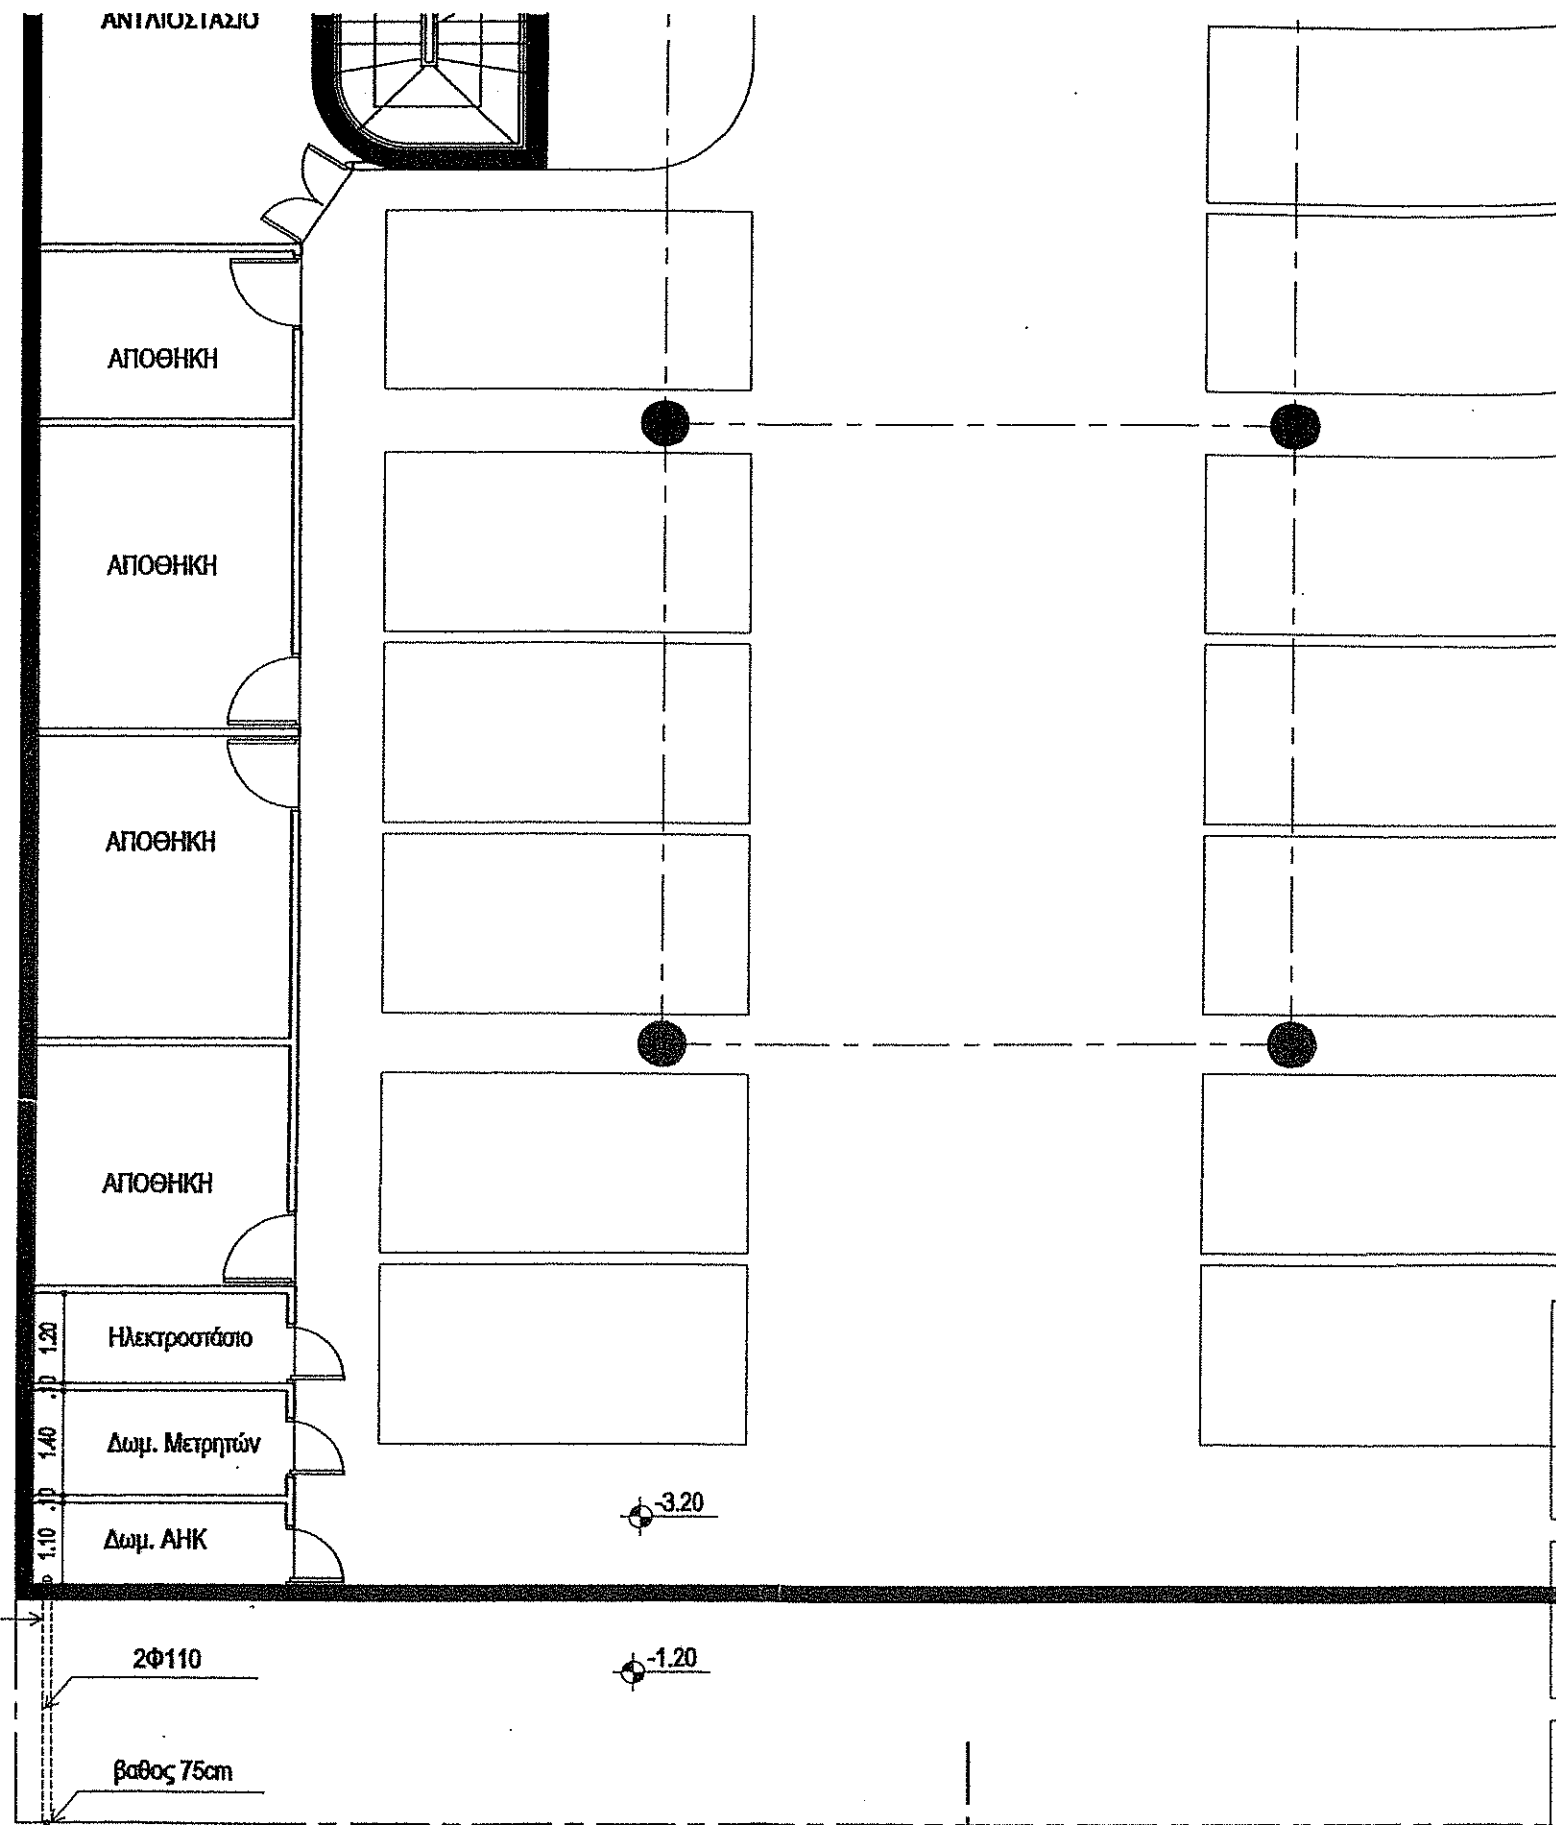 ΑΝΤΛΙΟΣΤΑΣΙΟ
ΑΠΟΘΗΚΗ
ΑΠΟΘΗΚΗ
ΑΠΟΘΗΚΗ
ΑΠΟΘΗΚΗ
1.20
Ηλεκτροστάσιο
.10
1.40
Δωμ. Μετρητών
.10
1.10
Δωμ. ΑΗΚ
-3.20
-1.20
2Φ110
βαθος 75cm